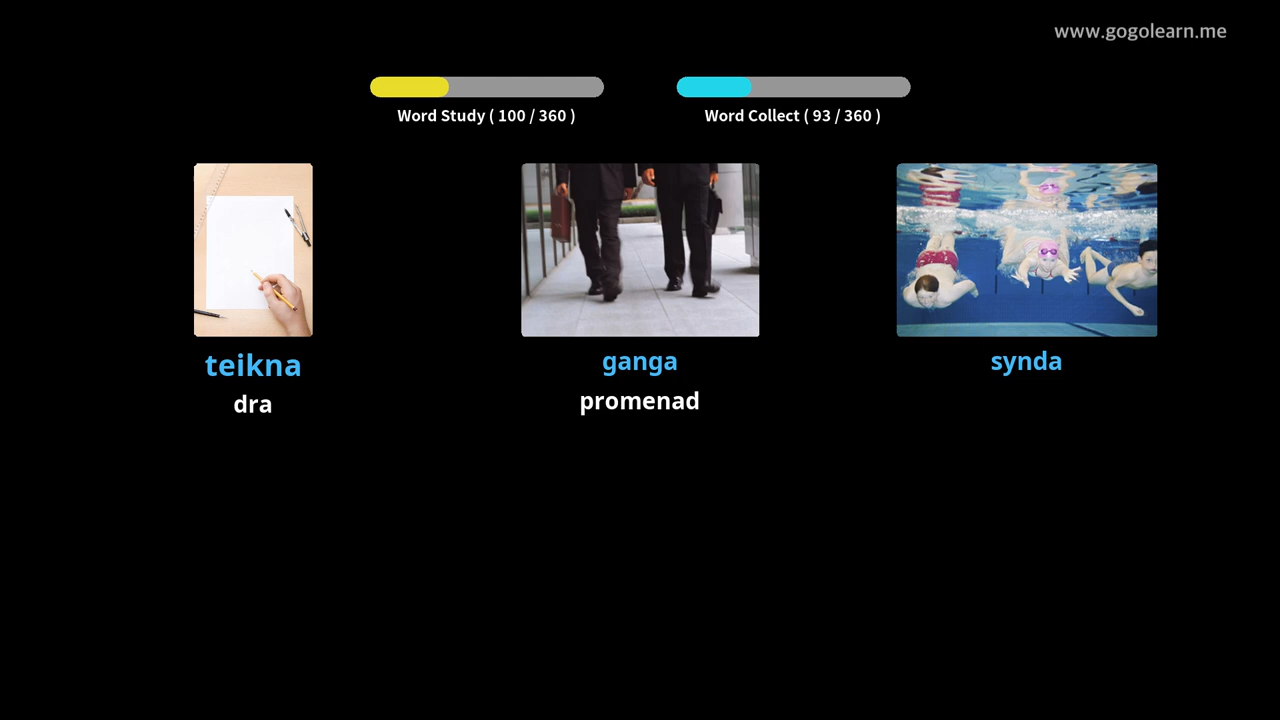 www.gogolearn.me
Word Study ( 100 / 360 )
Word Collect ( 93 / 360 )
teikna
dra
ganga
promenad
synda